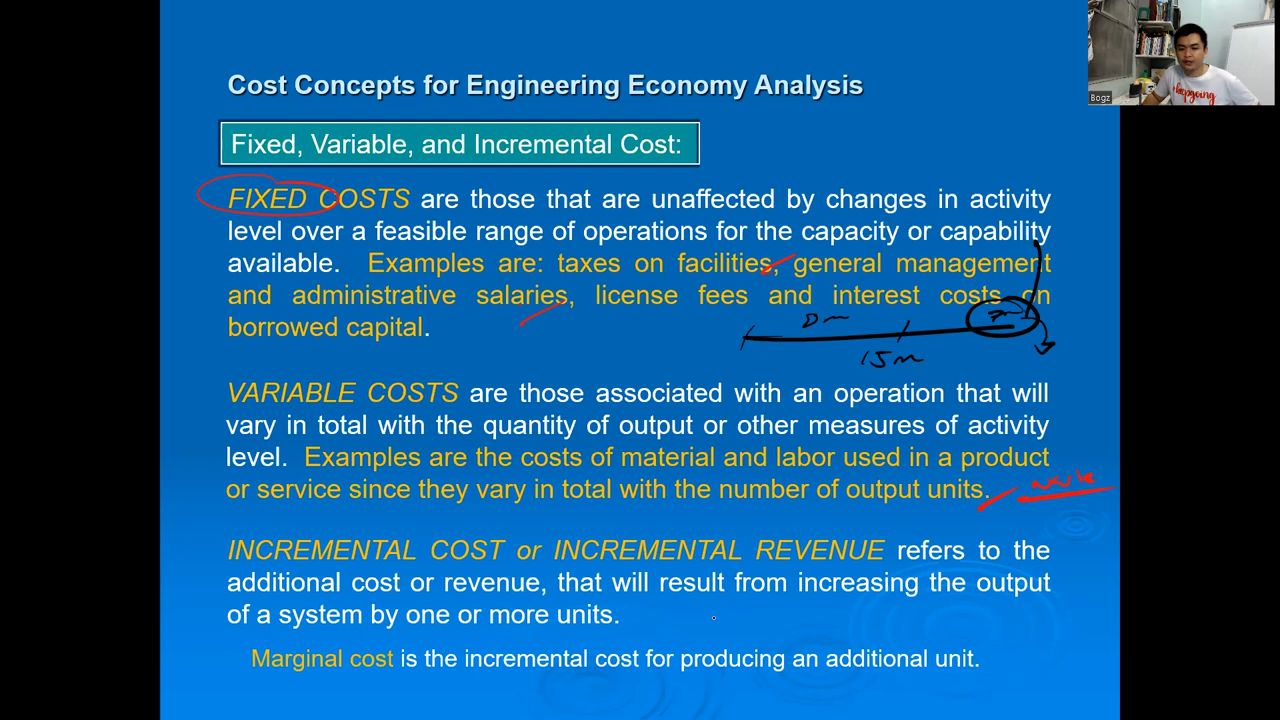 Cost Concepts for Engineering Economy Analysis
Fixed, Variable, and Incremental Cost:
FIXED COSTS are those that are unaffected by changes in activity
level over a feasible range of operations for the capacity or capability
available. Examples are: taxes on facilities, general management
and administrative salaries, license fees and interest costs on
borrowed capital.
15m
VARIABLE COSTS are those associated with an operation that will
vary in total with the quantity of output or other measures of activity
level. Examples are the costs of material and labor used in a product
or service since they vary in total with the number of output units.
INCREMENTAL COST or INCREMENTAL REVENUE refers to the
additional cost or revenue, that will result from increasing the output
of a system by one or more units.
Marginal cost is the incremental cost for producing an additional unit.
Bogz
#keepgoing